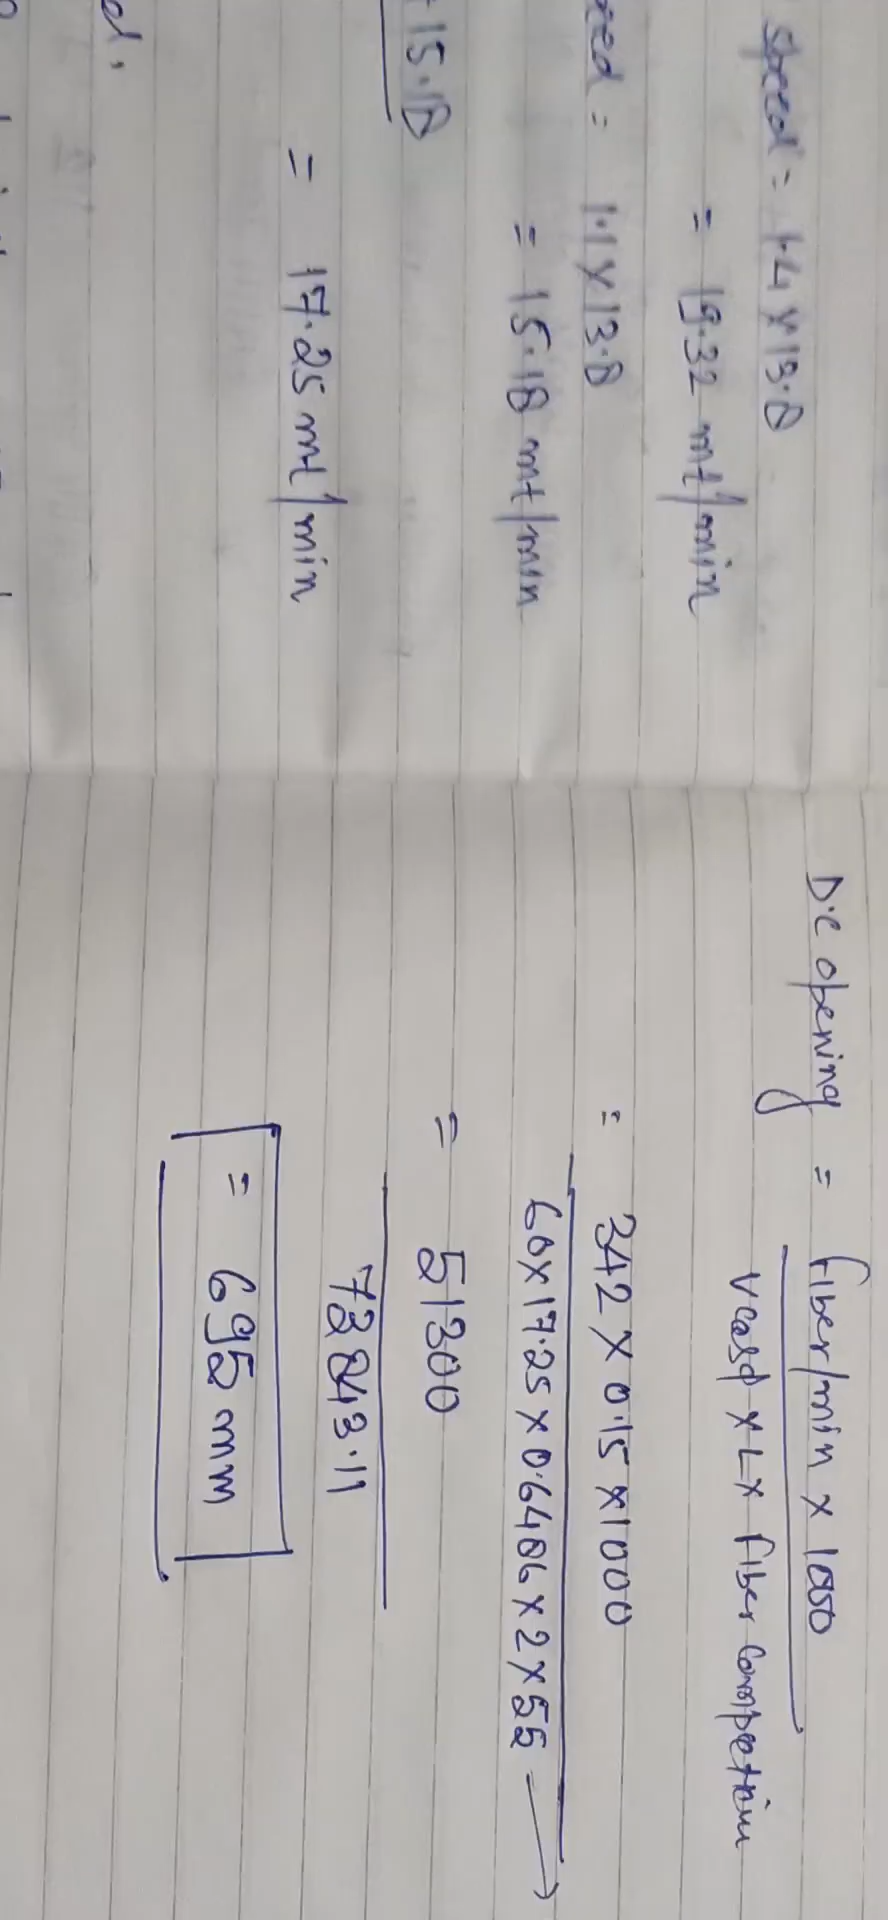 speed = 1.4 x 13.8
= 19.32 mt/min
eed = 1.1 x 13.8
= 15.18 mt/min
+ 15.18
= 17.25 mt/min
d,
D.C opening = fiber/min x 1000
vcasp x L x fiber Competrin
= 342 x 0.15 x 1000
60 x 17.25 x 0.6406 x 2 x 55 →
= 51300
73843.11
= 695 mm